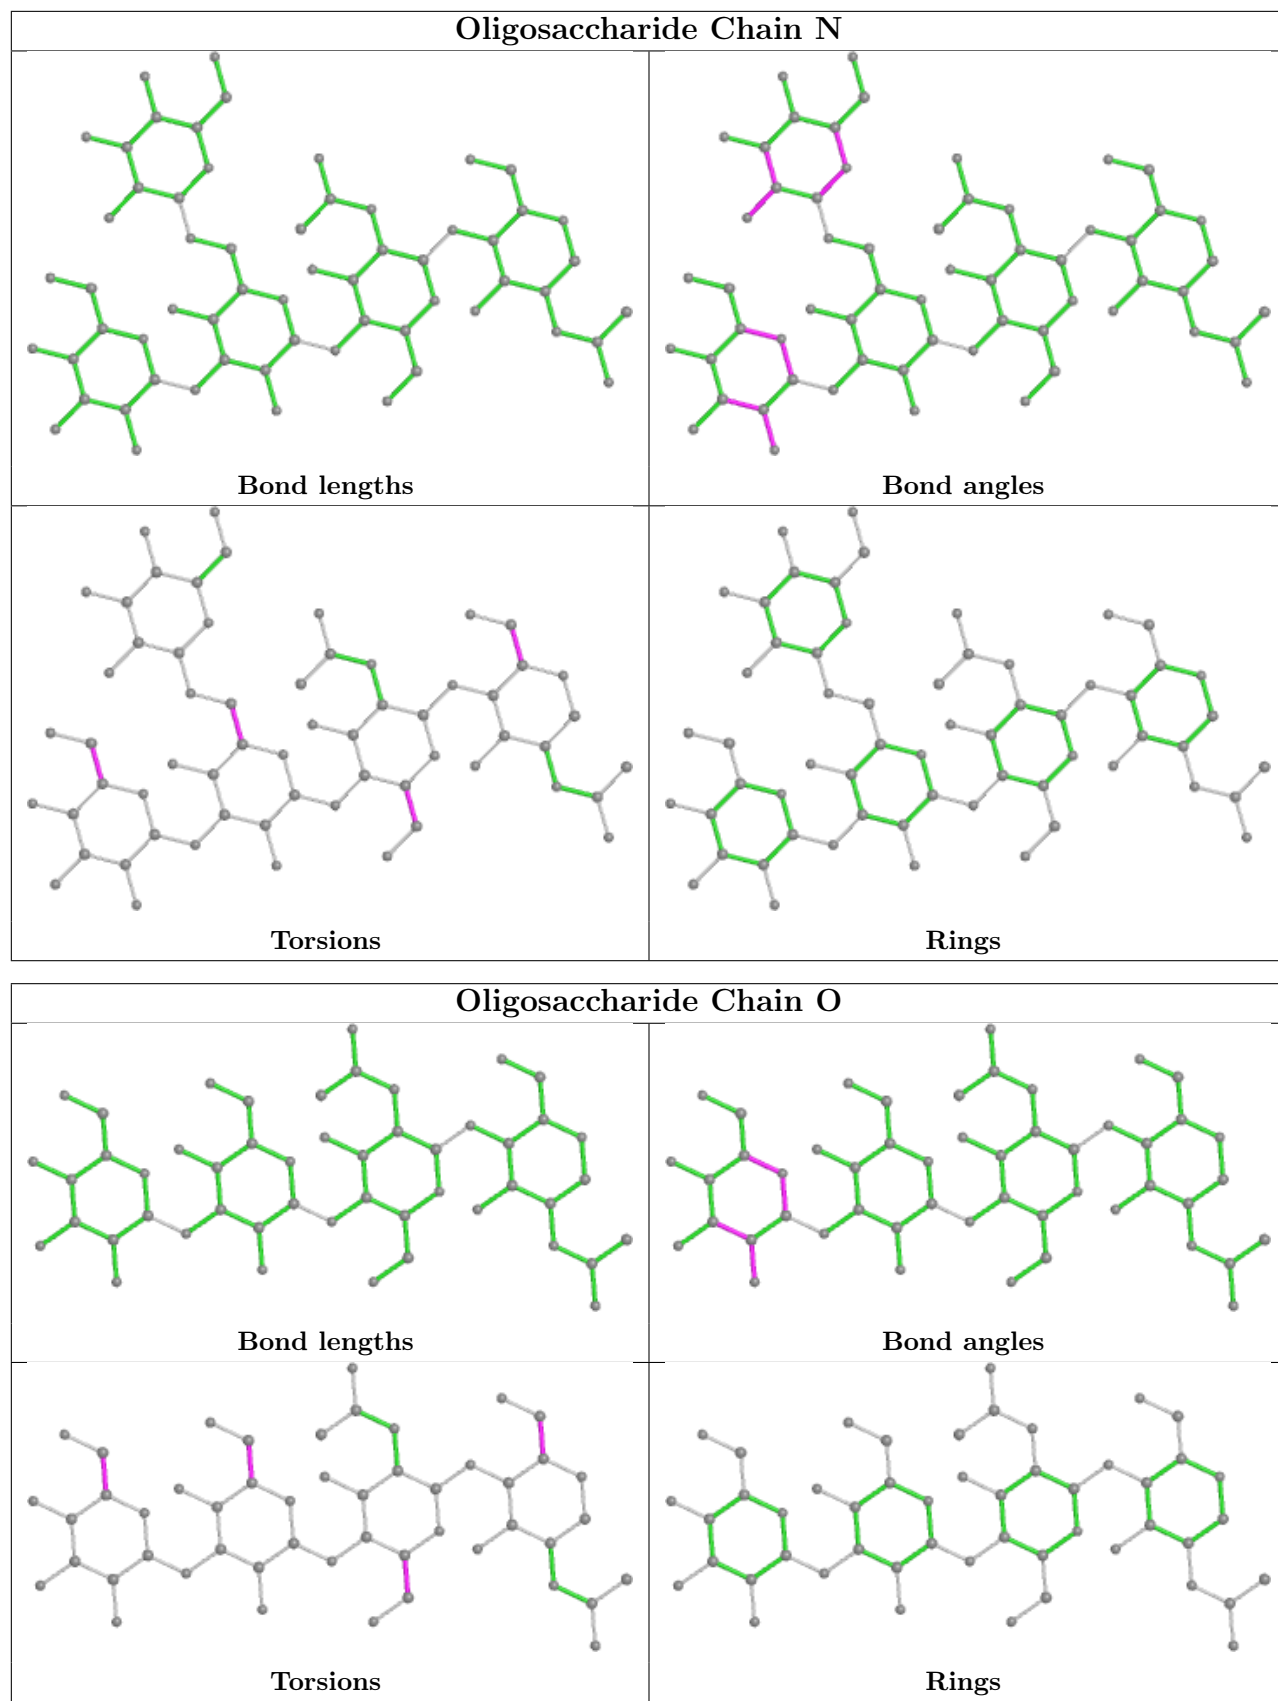 Oligosaccharide Chain N
Bond lengths
Bond angles
Torsions
Rings
Oligosaccharide Chain O
Bond lengths
Bond angles
Torsions
Rings